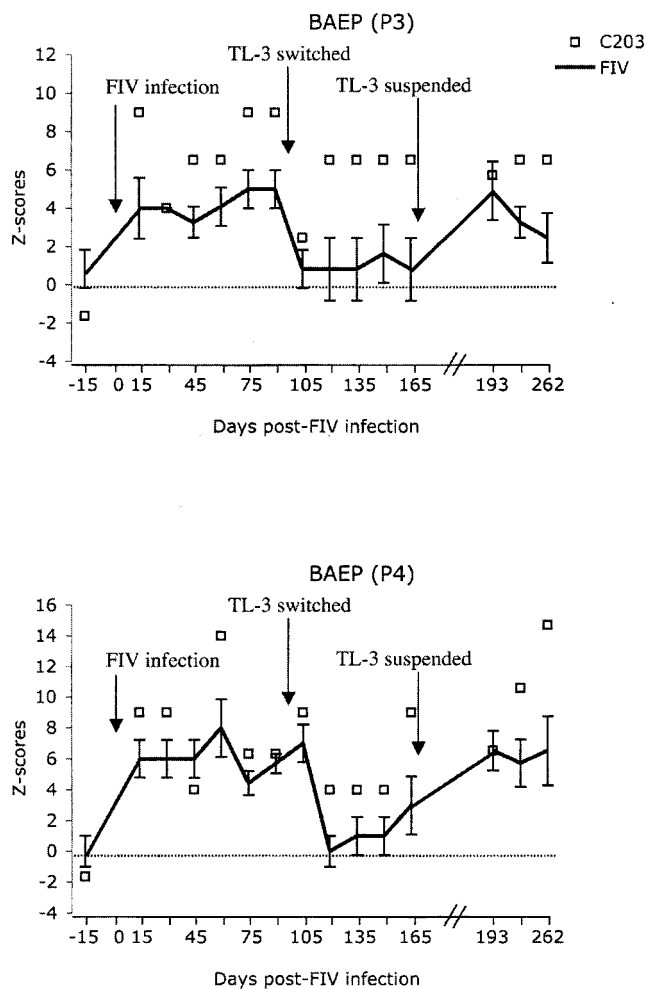 BAEP (P3)
C203
FIV
TL-3 switched
FIV infection
TL-3 suspended
12
10
8
6
4
2
0
-2
-4
Z-scores
-15 0 15 45 75 105 135 165 193 262
Days post-FIV infection
BAEP (P4)
TL-3 switched
FIV infection
TL-3 suspended
16
14
12
10
8
6
4
2
0
-2
-4
Z-scores
-15 0 15 45 75 105 135 165 193 262
Days post-FIV infection